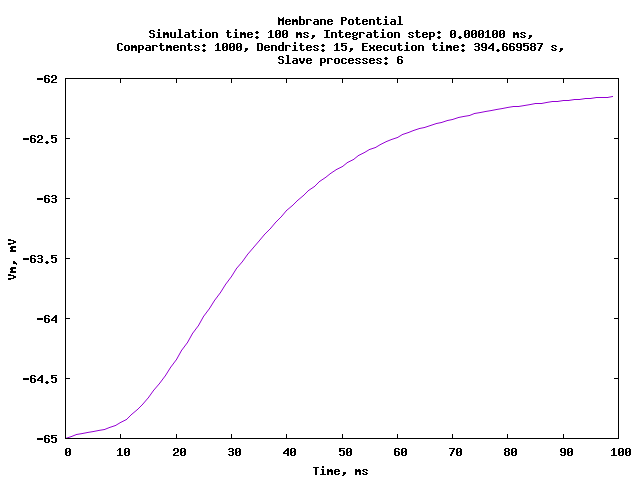 Membrane Potential
Simulation time: 100 ms, Integration step: 0.000100 ms,
Compartments: 1000, Dendrites: 15, Execution time: 394.669587 s,
Slave processes: 6
-62
-62.5
-63
-63.5
-64
-64.5
-65
Vm, mV
0 10 20 30 40 50 60 70 80 90 100
Time, ms